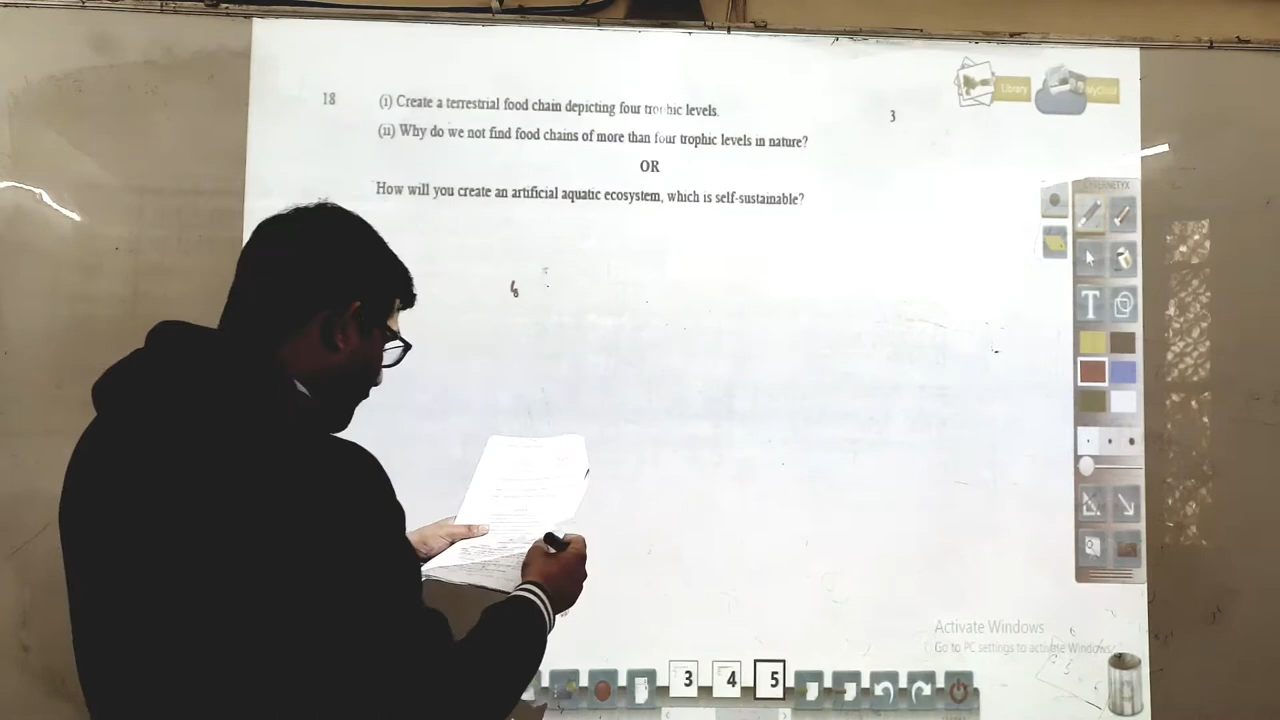 18 (i) Create a terrestrial food chain depicting four trophic levels. 3
(ii) Why do we not find food chains of more than four trophic levels in nature?
OR
How will you create an artificial aquatic ecosystem, which is self-sustainable?
Library
MyCloud
CYBERNETYX
T
Activate Windows
Go to PC settings to activate Windows.
3 4 5